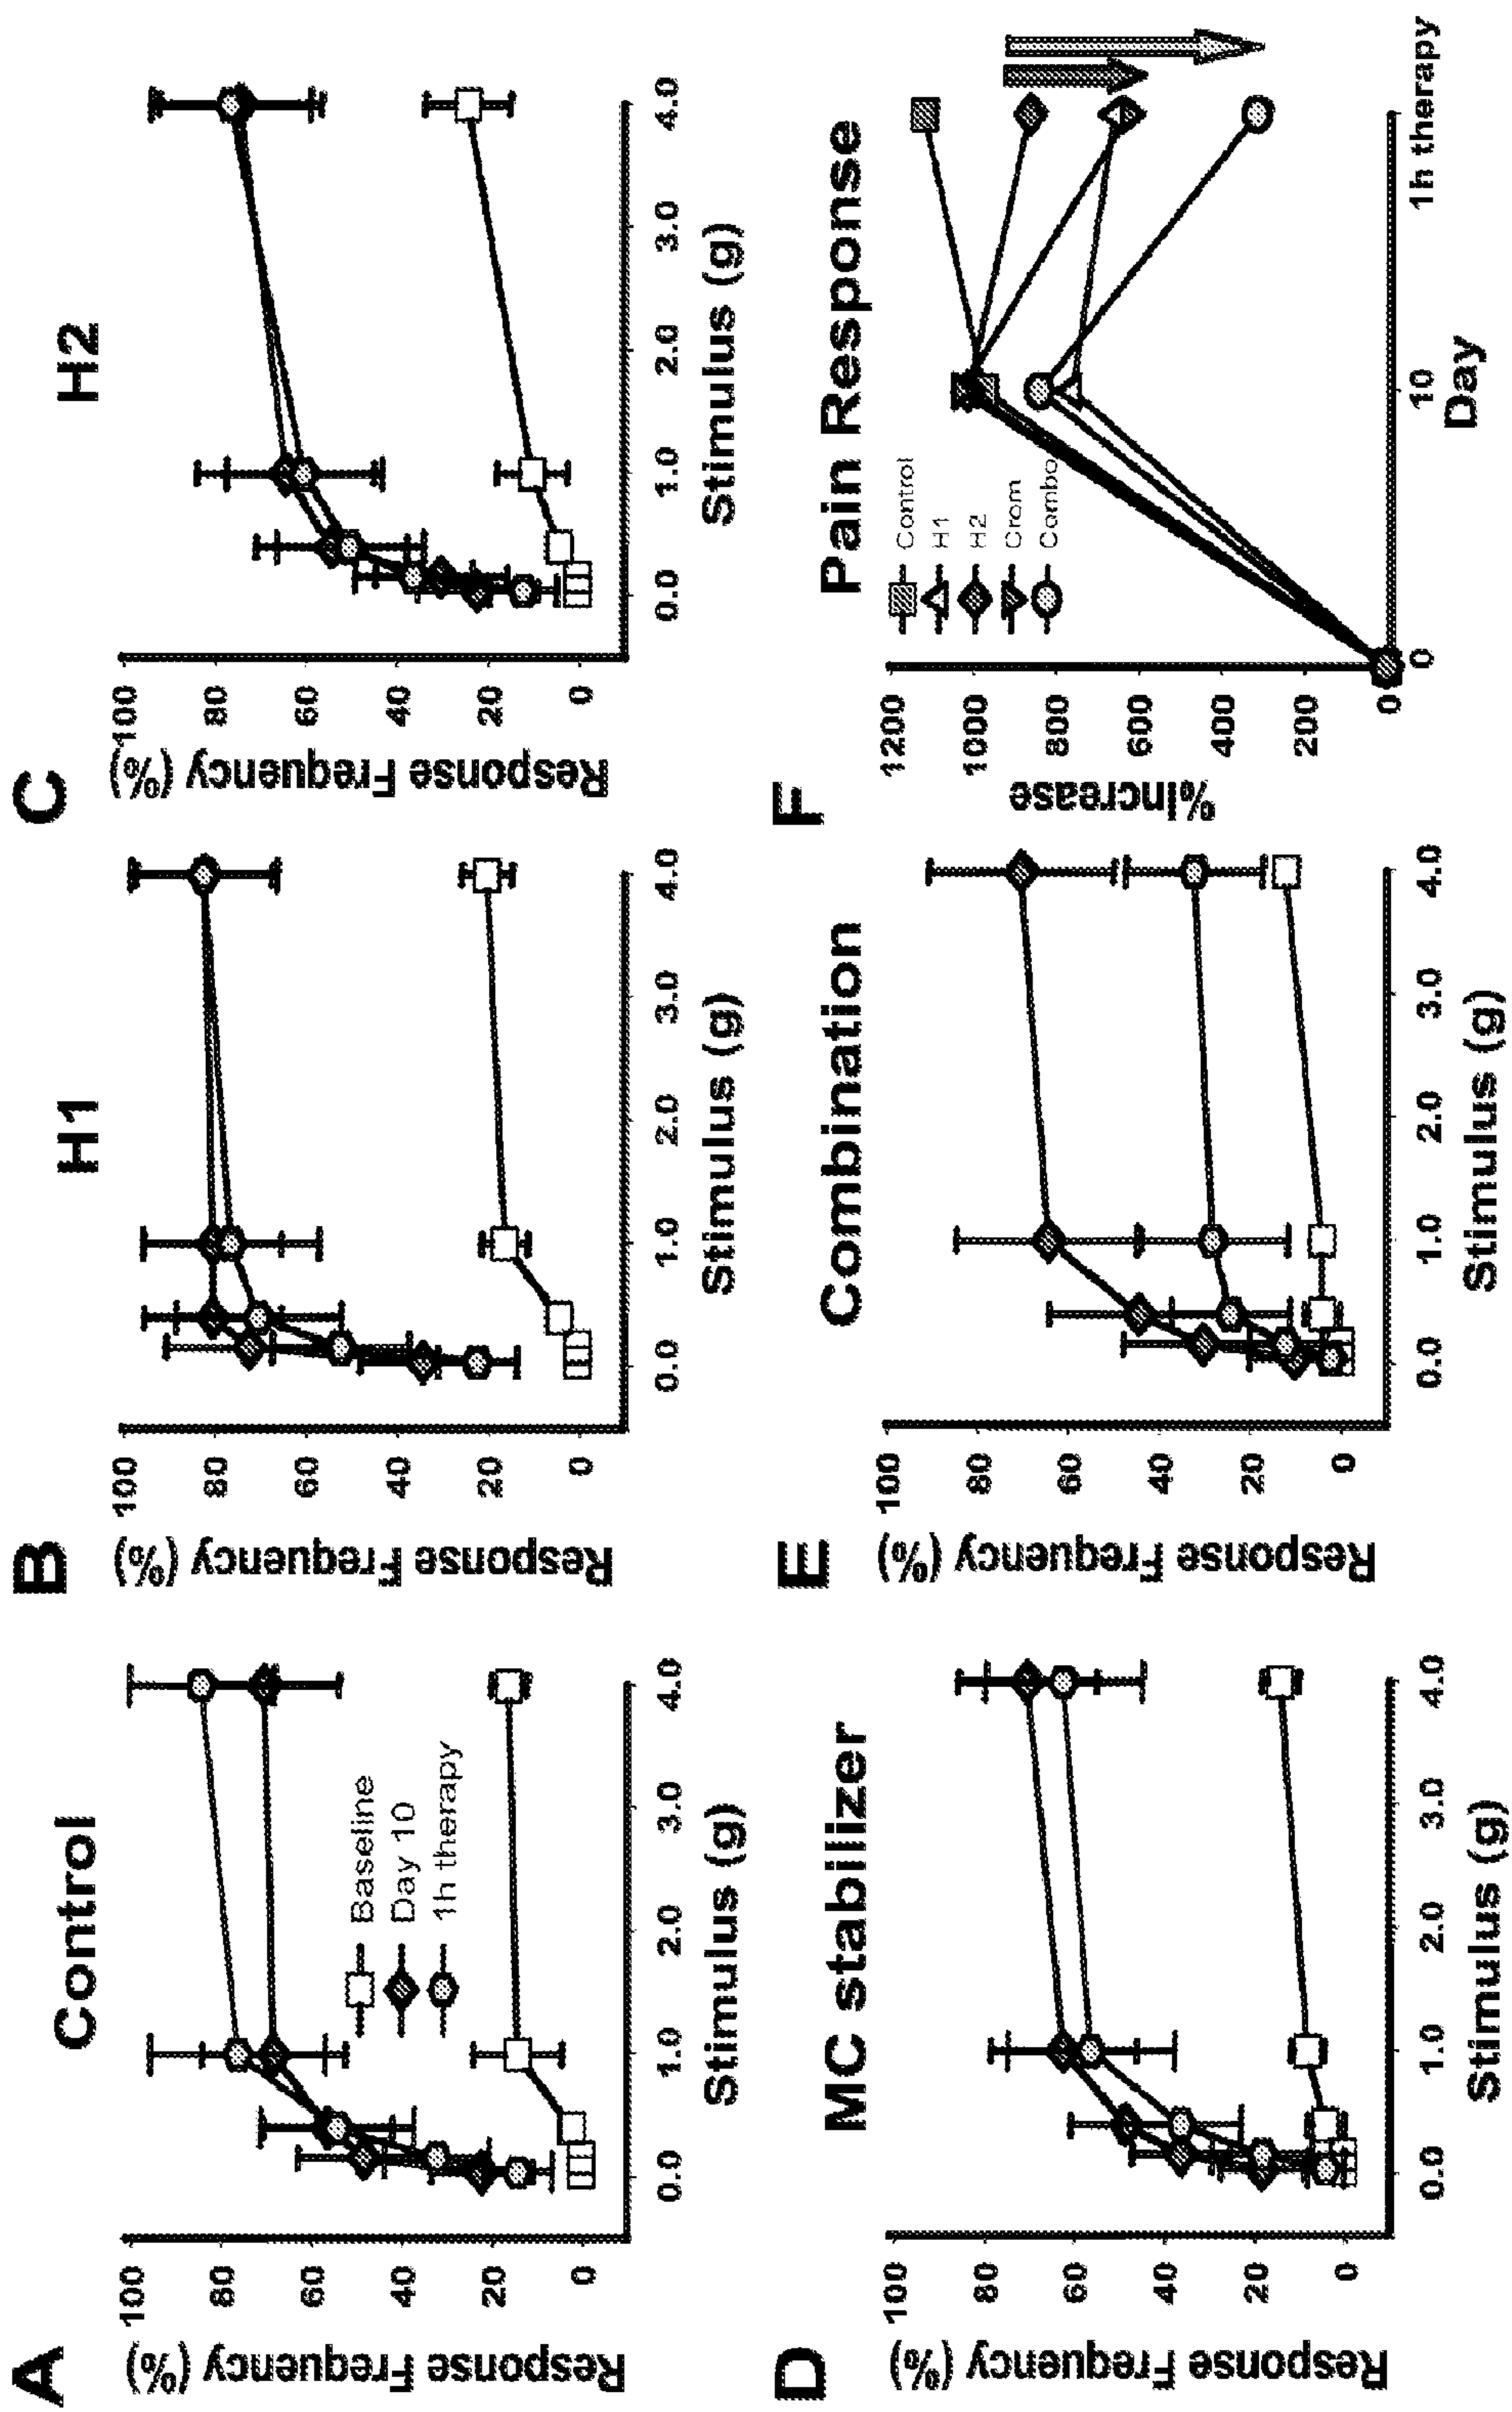 A
Control
Response Frequency (%)
100
80
60
40
20
0
Baseline
Day 10
1h therapy
0.0 1.0 2.0 3.0 4.0
Stimulus (g)
B
H1
Response Frequency (%)
100
80
60
40
20
0
0.0 1.0 2.0 3.0 4.0
Stimulus (g)
C
H2
Response Frequency (%)
100
80
60
40
20
0
0.0 1.0 2.0 3.0 4.0
Stimulus (g)
D
MC stabilizer
Response Frequency (%)
100
80
60
40
20
0
0.0 1.0 2.0 3.0 4.0
Stimulus (g)
E
Combination
Response Frequency (%)
100
80
60
40
20
0
0.0 1.0 2.0 3.0 4.0
Stimulus (g)
F
Pain Response
%Increase
1200
1000
800
600
400
200
0
Control
H1
H2
Crom
Combo
0 10 1h therapy
Day